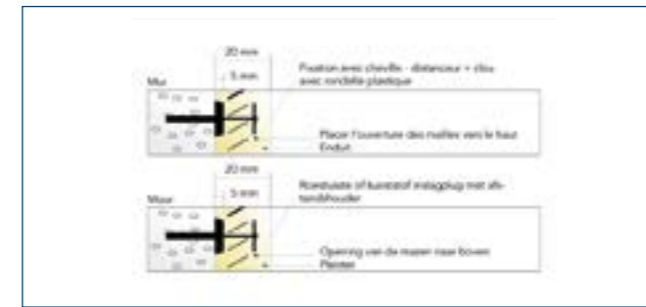 20 mm
5 mm
Mur
Fixation avec cheville - distanceur + clou
avec rondelle plastique
Placer l'ouverture des mailles vers le haut
Enduit
20 mm
5 mm
Muur
Roestvaste of kunststof inslagplug met afs-
tandshouder
Opening van de mazen naar boven
Pleister